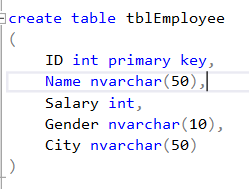 create table tblEmployee
(
ID int primary key,
Name nvarchar(50),
Salary int,
Gender nvarchar(10),
City nvarchar(50)
)